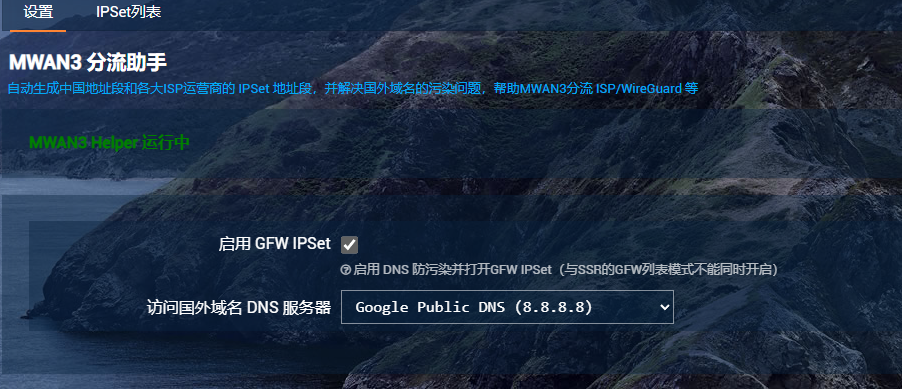 设置 IPSet列表
MWAN3 分流助手
自动生成中国地址段和各大ISP运营商的 IPSet 地址段，并解决国外域名的污染问题，帮助MWAN3分流 ISP/WireGuard 等
MWAN3 Helper 运行中
启用 GFW IPSet
启用 DNS 防污染并打开GFW IPSet（与SSR的GFW列表模式不能同时开启）
访问国外域名 DNS 服务器 Google Public DNS (8.8.8.8)